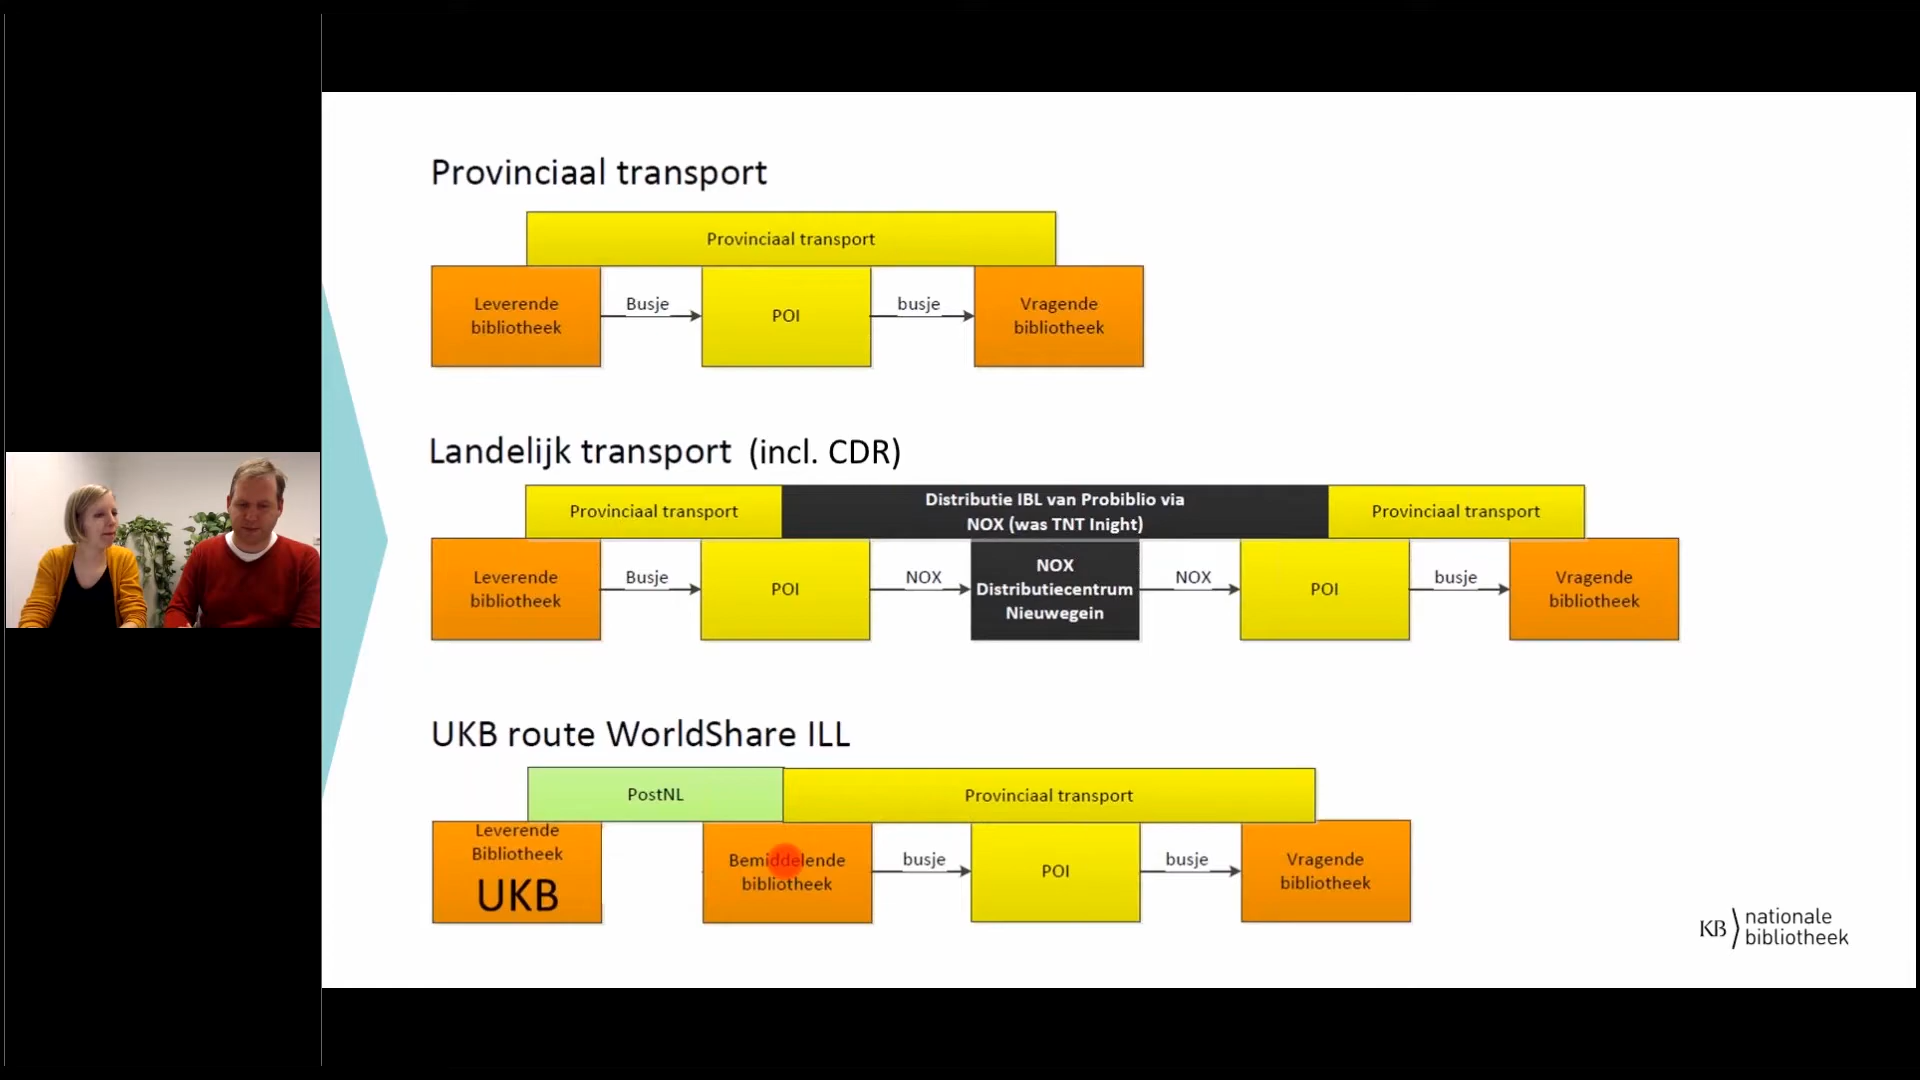 Provinciaal transport
Provinciaal transport
Leverende
bibliotheek
Busje
POI
busje
Vragende
bibliotheek
Landelijk transport (incl. CDR)
Provinciaal transport
Distributie IBL van Probiblio via
NOX (was TNT Inight)
Provinciaal transport
Leverende
bibliotheek
Busje
POI
NOX
NOX
Distributiecentrum
Nieuwegein
NOX
POI
busje
Vragende
bibliotheek
UKB route WorldShare ILL
PostNL
Provinciaal transport
Leverende
Bibliotheek
UKB
Bemiddelende
bibliotheek
busje
POI
busje
Vragende
bibliotheek
KB
nationale
bibliotheek